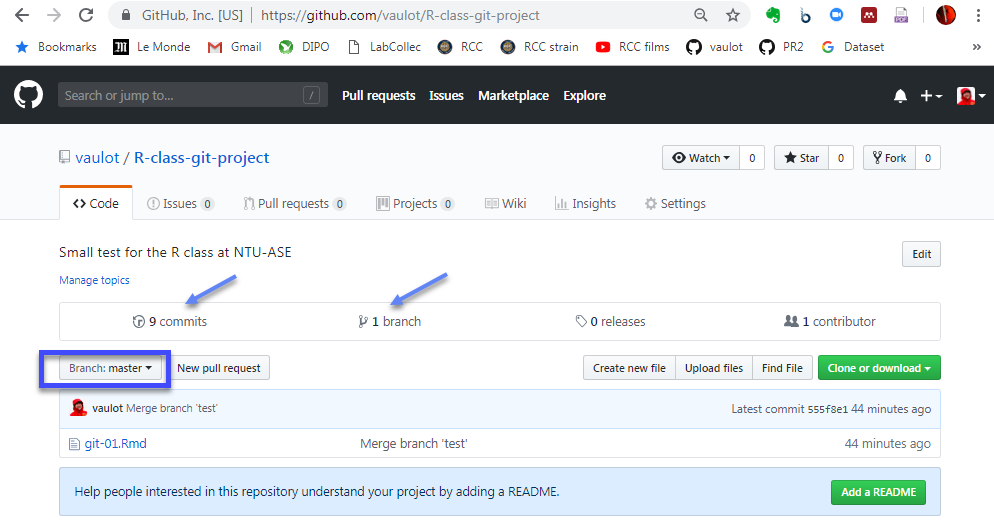 GitHub, Inc. [US] | https://github.com/vaulot/R-class-git-project
Bookmarks M Le Monde Gmail DIPO LabCollec RCC RCC strain RCC films vaulot PR2 Dataset »
Search or jump to... / Pull requests Issues Marketplace Explore
vaulot / R-class-git-project Watch 0 Star 0 Fork 0
Code Issues 0 Pull requests 0 Projects 0 Wiki Insights Settings
Small test for the R class at NTU-ASE Edit
Manage topics
9 commits 1 branch 0 releases 1 contributor
Branch: master New pull request Create new file Upload files Find File Clone or download
vaulot Merge branch 'test' Latest commit 555f8e1 44 minutes ago
git-01.Rmd Merge branch 'test' 44 minutes ago
Help people interested in this repository understand your project by adding a README. Add a README